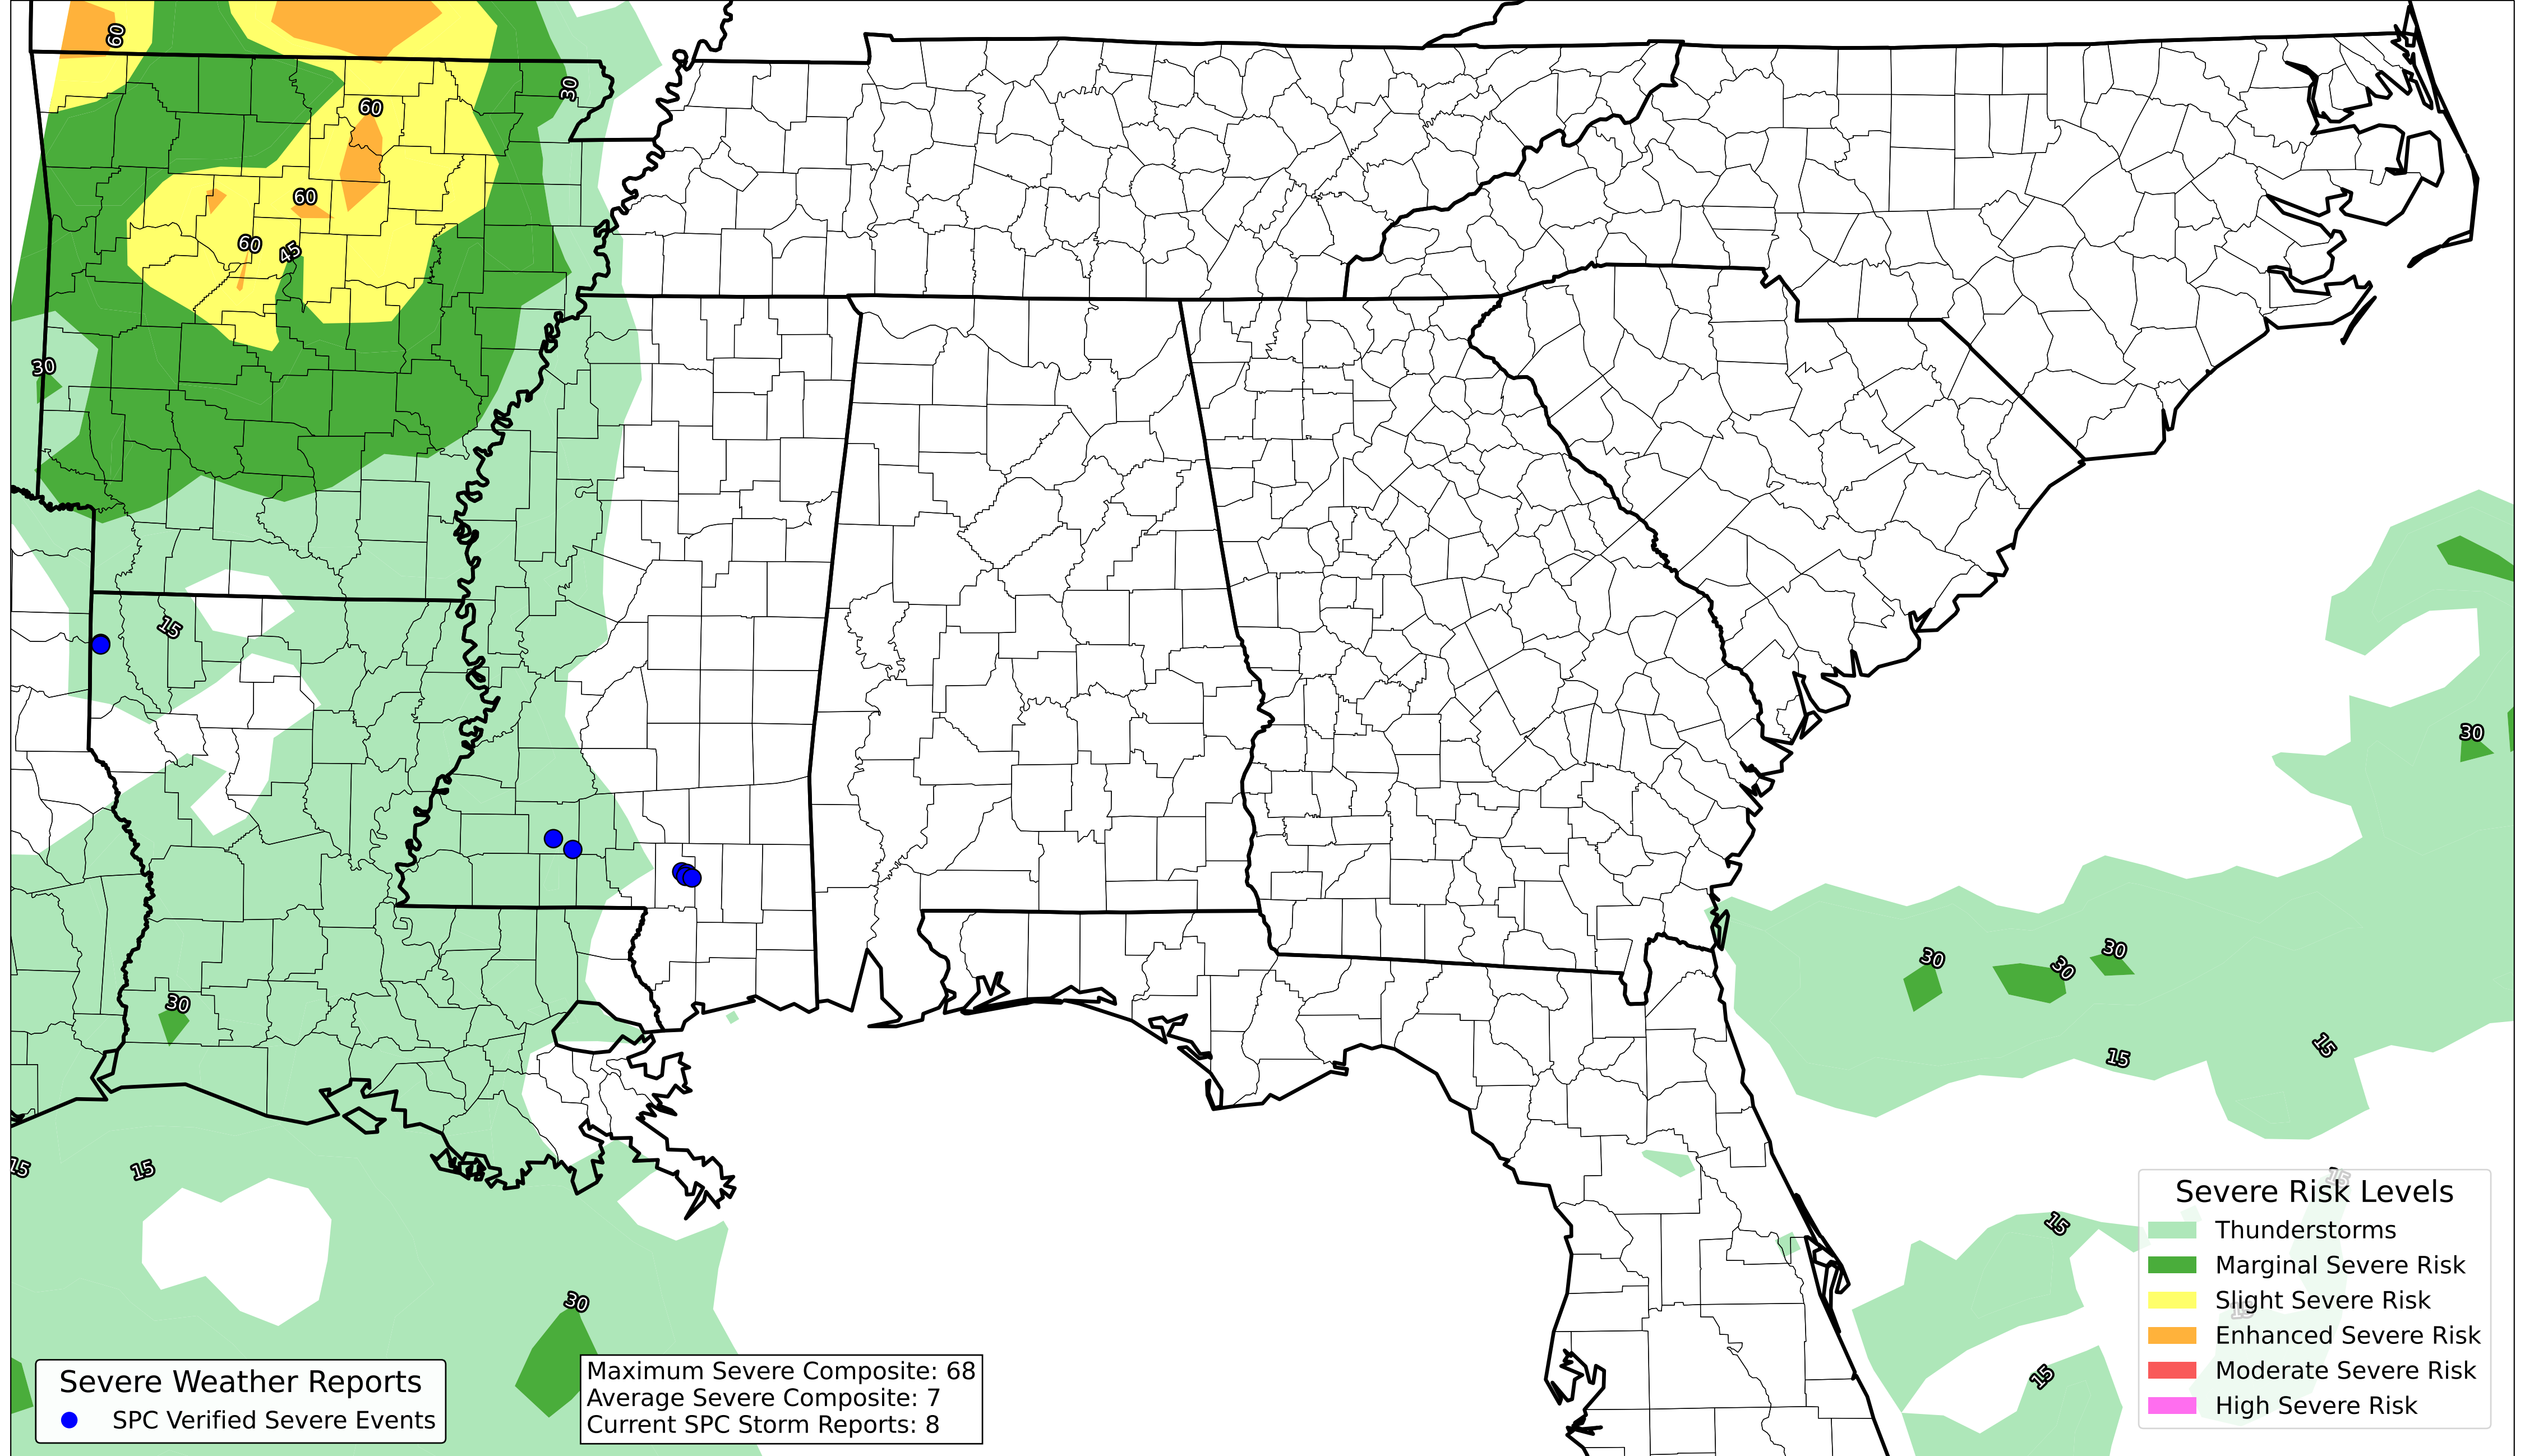 60
30
60
60
60
45
30
15
30
30
30
30
30
15
15
30
15
15
15
15
30
15
15
Severe Risk Levels
Thunderstorms
Marginal Severe Risk
Slight Severe Risk
Enhanced Severe Risk
Moderate Severe Risk
High Severe Risk
Severe Weather Reports
SPC Verified Severe Events
Maximum Severe Composite: 68
Average Severe Composite: 7
Current SPC Storm Reports: 8